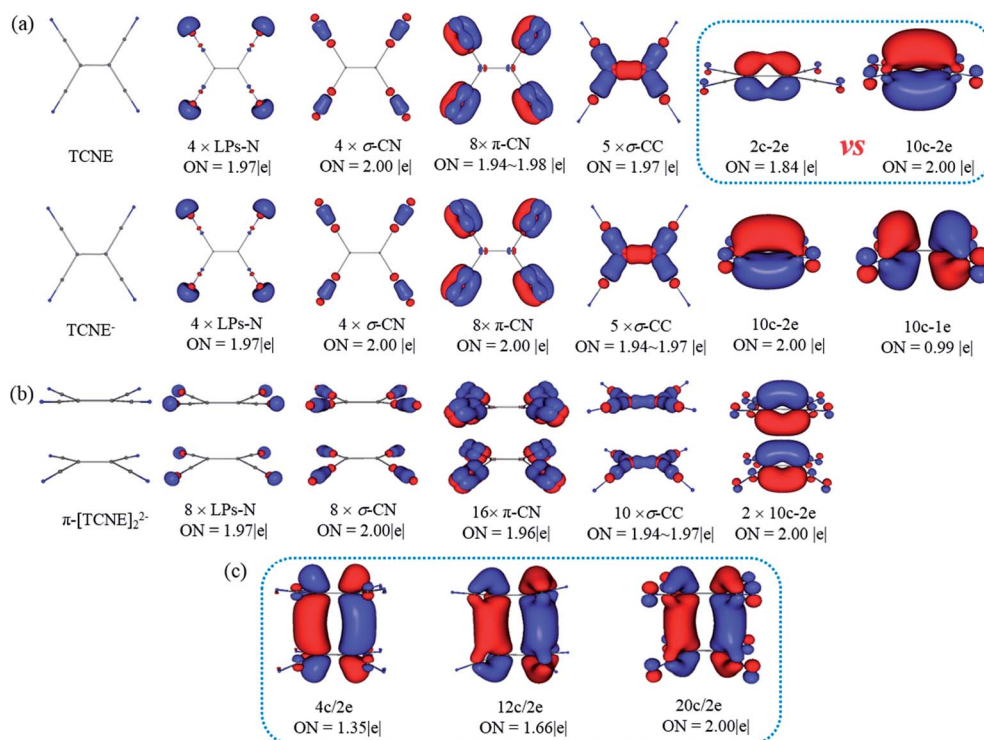 (a)
TCNE
4 × LPs-N
ON = 1.97|e|
4 × σ-CN
ON = 2.00 |e|
8× π-CN
ON = 1.94~1.98 |e|
5 × σ-CC
ON = 1.97 |e|
2c-2e
ON = 1.84 |e|
vs
10c-2e
ON = 2.00 |e|
TCNE-
4 × LPs-N
ON = 1.97|e|
4 × σ-CN
ON = 2.00 |e|
8× π-CN
ON = 2.00 |e|
5 ×σ-CC
ON = 1.94~1.97 |e|
10c-2e
ON = 2.00 |e|
10c-1e
ON = 0.99 |e|
(b)
π-[TCNE]₂²⁻
8 × LPs-N
ON = 1.97|e|
8 × σ-CN
ON = 2.00|e|
16× π-CN
ON = 1.96|e|
10 ×σ-CC
ON = 1.94~1.97|e|
2 × 10c-2e
ON = 2.00 |e|
(c)
4c/2e
ON = 1.35|e|
12c/2e
ON = 1.66|e|
20c/2e
ON = 2.00|e|